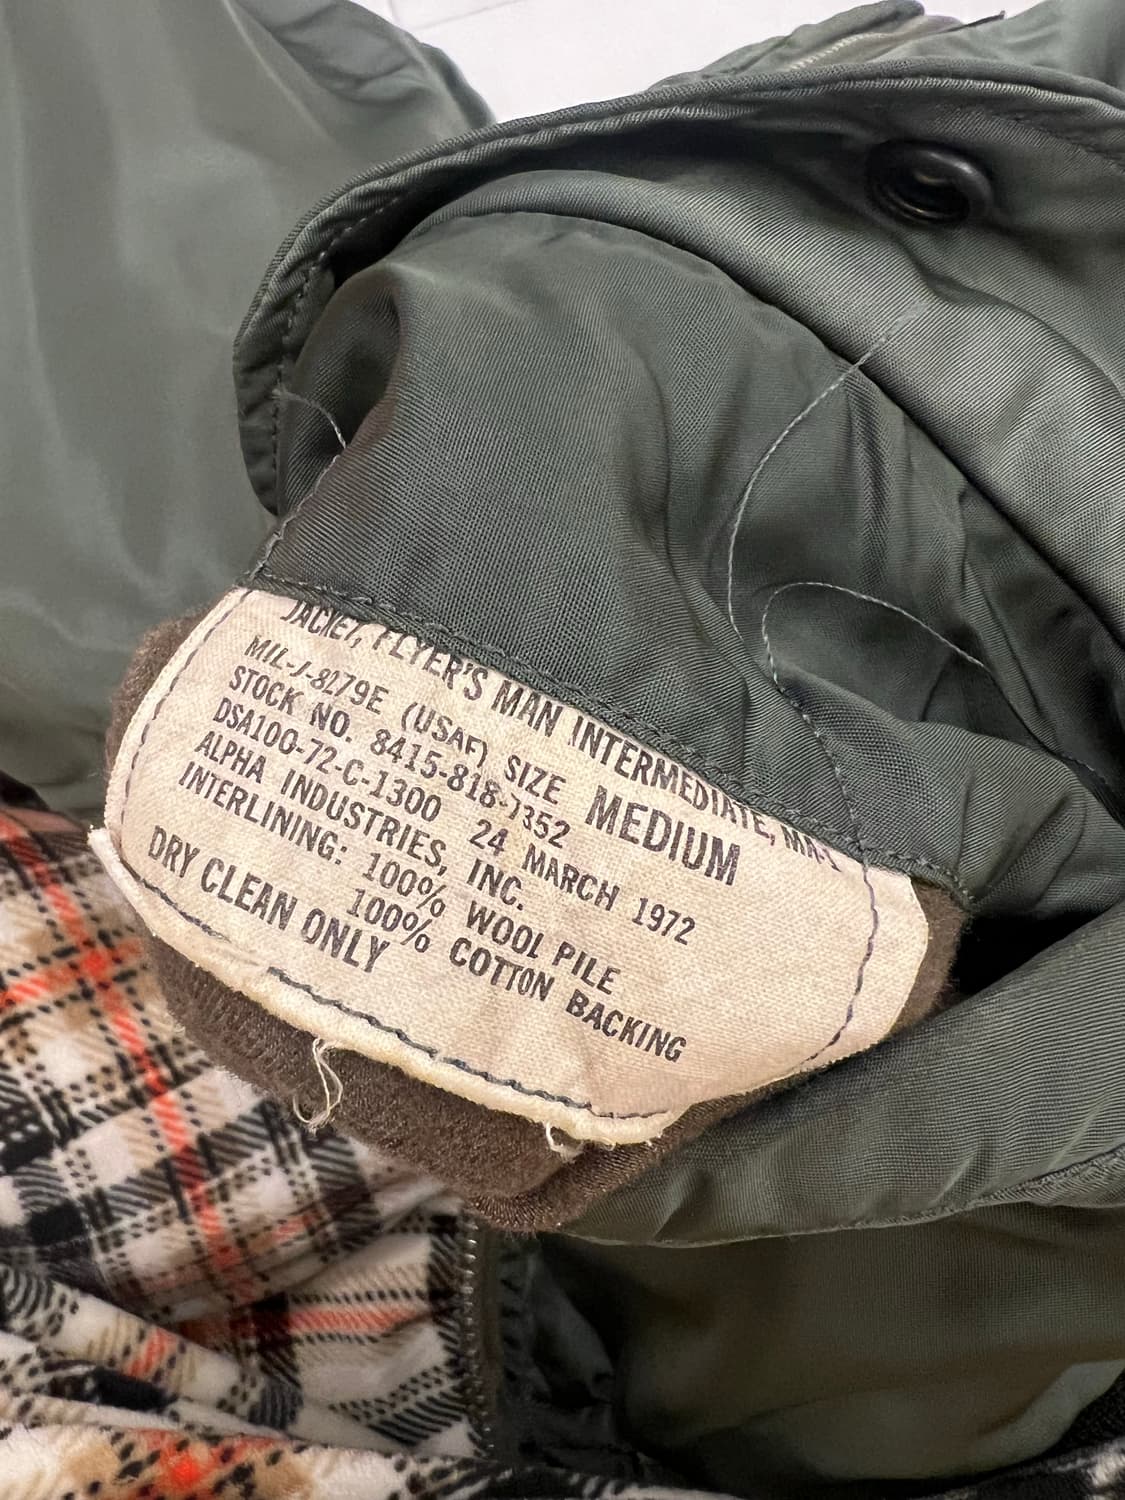 JACKET, FLYER'S MAN INTERMEDIATE, MA-1
MIL-J-8279E (USAF) SIZE MEDIUM
STOCK NO. 8415-818-7352
DSA100-72-C-1300 24 MARCH 1972
ALPHA INDUSTRIES, INC.
INTERLINING: 100% WOOL PILE
100% COTTON BACKING
DRY CLEAN ONLY